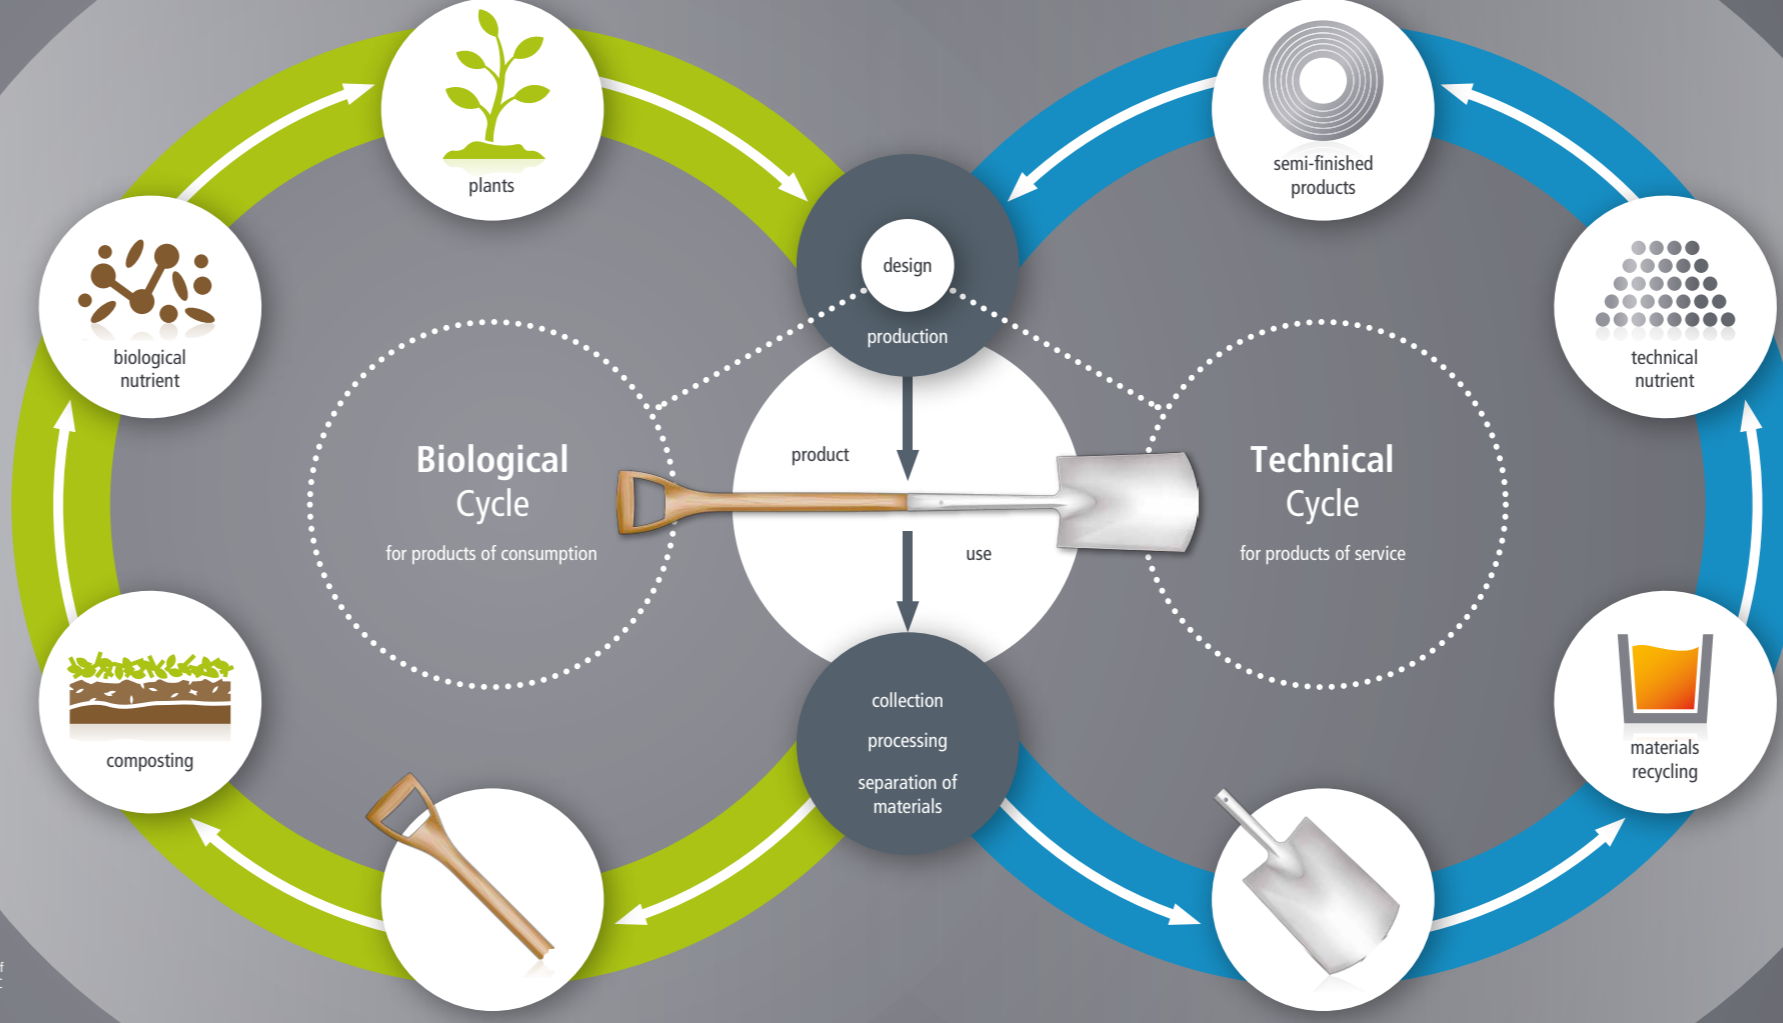 plants
semi-finished
products
design
production
biological
nutrient
technical
nutrient
product
Biological
Cycle
for products of consumption
Technical
Cycle
for products of service
use
collection
processing
separation of
materials
composting
materials
recycling